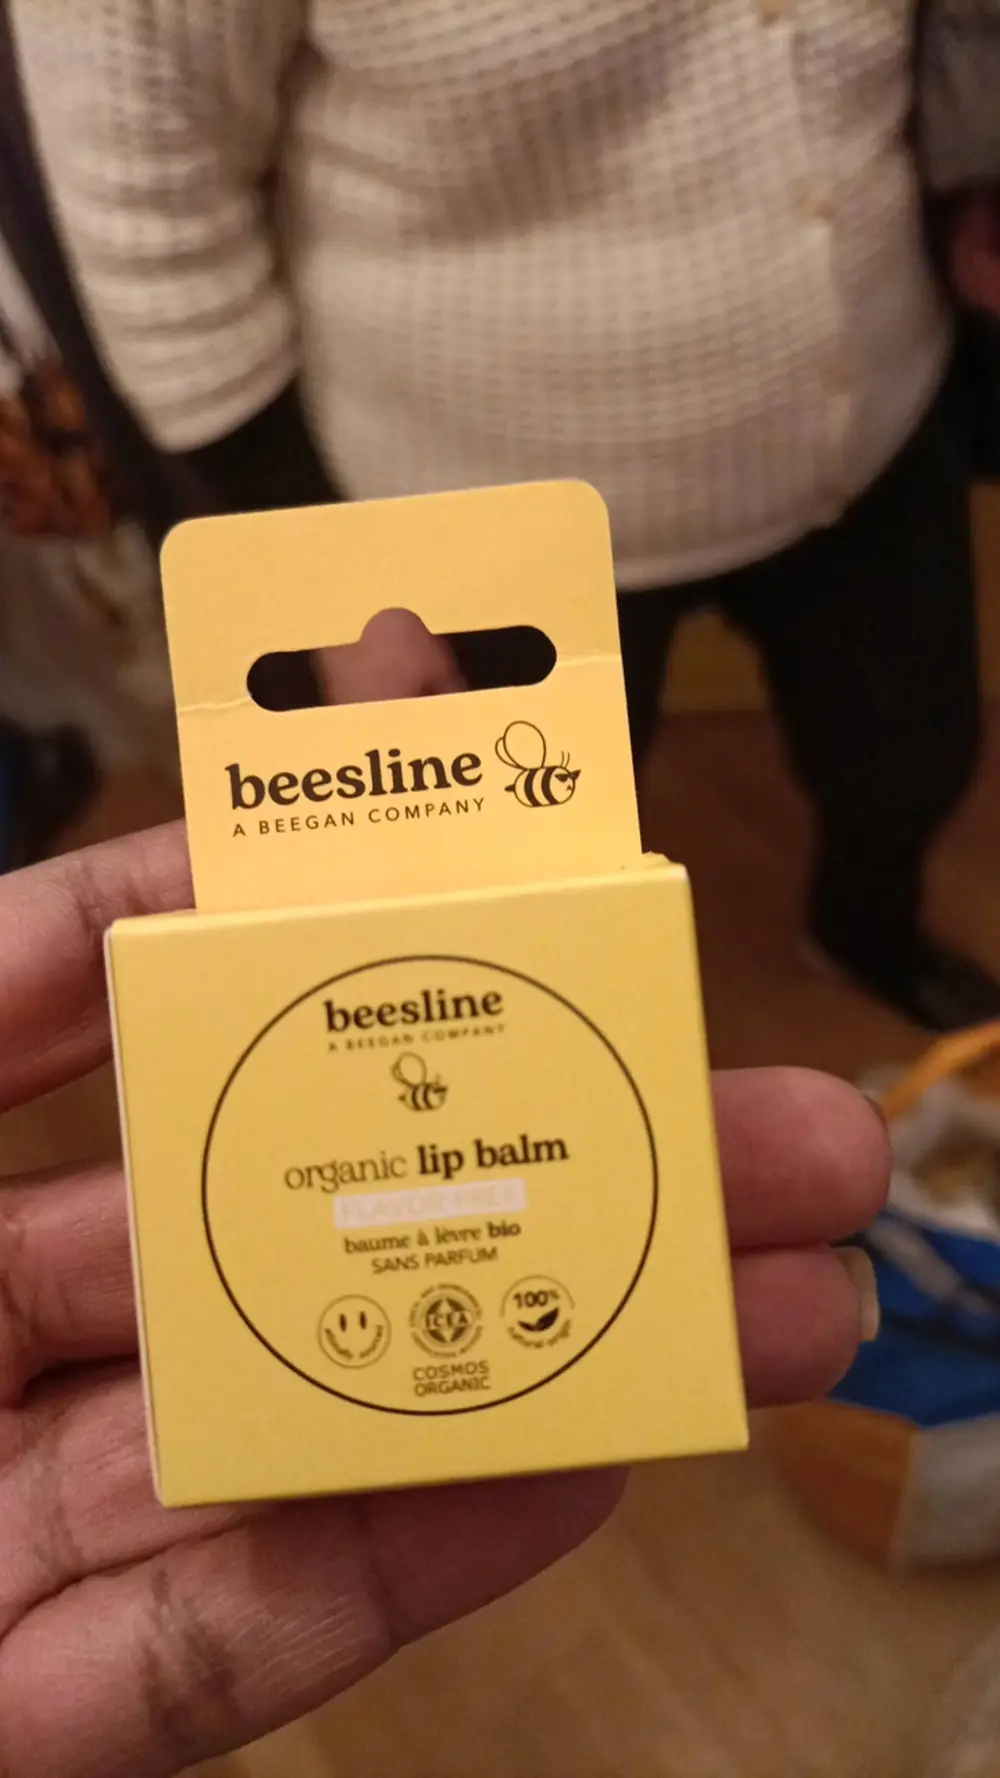 beesline
A BEEGAN COMPANY
beesline
A BEEGAN COMPANY
organic lip balm
FLAVOR FREE
baume à lèvre bio
SANS PARFUM
100%
ICEA
COSMOS
ORGANIC